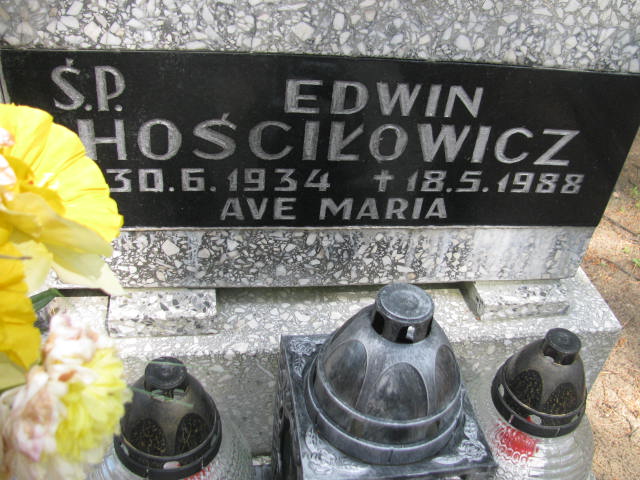 Ś.P. EDWIN
HOŚCIŁOWICZ
30.6.1934 †18.5.1988
AVE MARIA